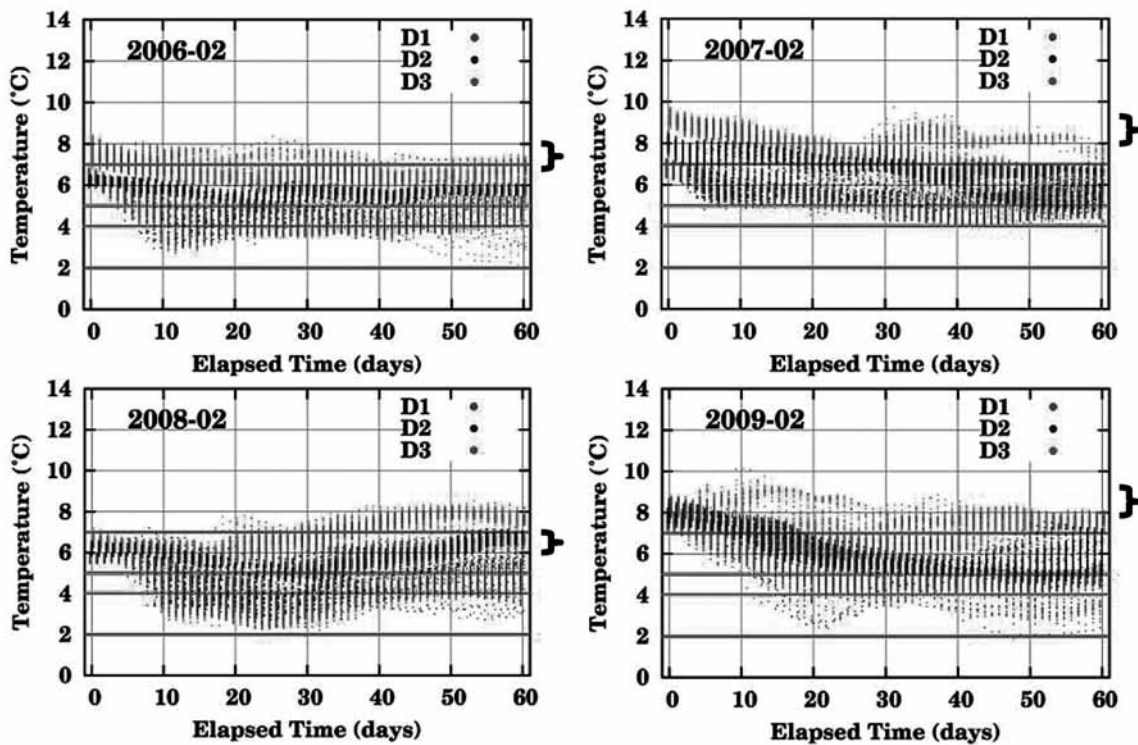 14
12
10
8
6
4
2
0
Temperature (°C)
2006-02
D1
D2
D3
0 10 20 30 40 50 60
Elapsed Time (days)
14
12
10
8
6
4
2
0
Temperature (°C)
2007-02
D1
D2
D3
0 10 20 30 40 50 60
Elapsed Time (days)
14
12
10
8
6
4
2
0
Temperature (°C)
2008-02
D1
D2
D3
0 10 20 30 40 50 60
Elapsed Time (days)
14
12
10
8
6
4
2
0
Temperature (°C)
2009-02
D1
D2
D3
0 10 20 30 40 50 60
Elapsed Time (days)